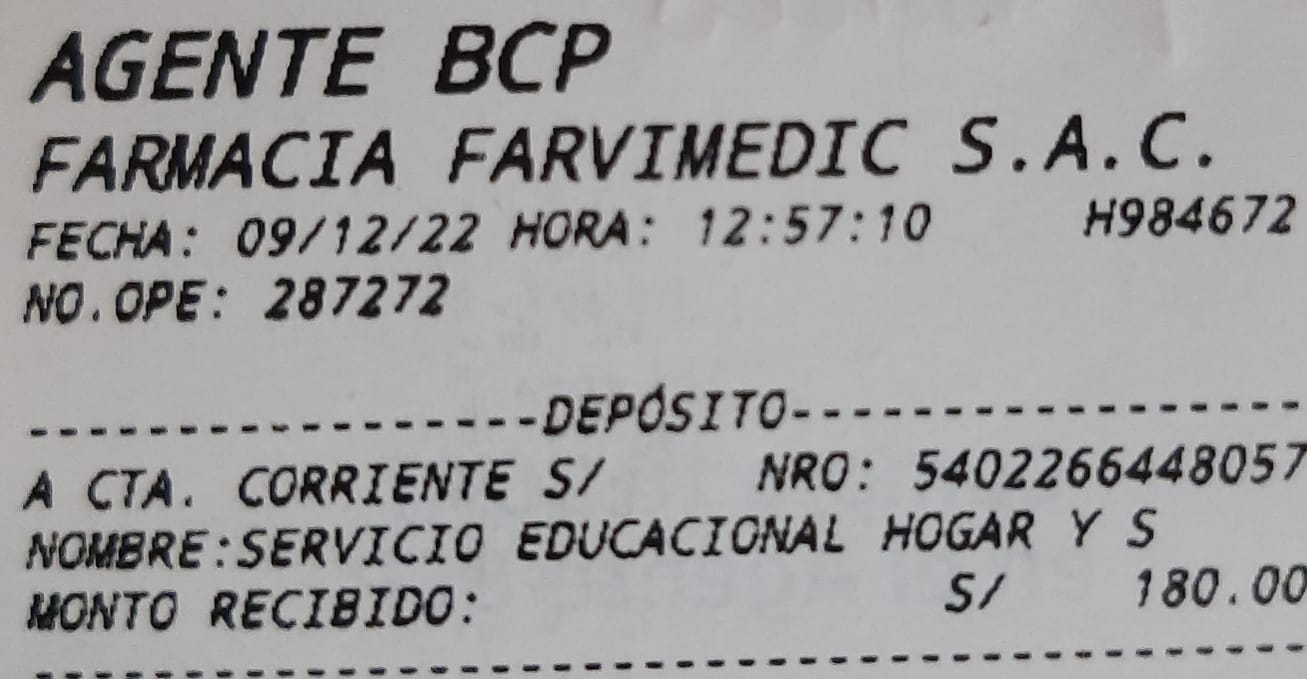 AGENTE BCP
FARMACIA FARVIMEDIC S.A.C.
FECHA: 09/12/22 HORA: 12:57:10 H984672
NO.OPE: 287272
-----------------DEPÓSITO-----------------
A CTA. CORRIENTE S/ NRO: 5402266448057
NOMBRE:SERVICIO EDUCACIONAL HOGAR Y S
MONTO RECIBIDO: S/ 180.00